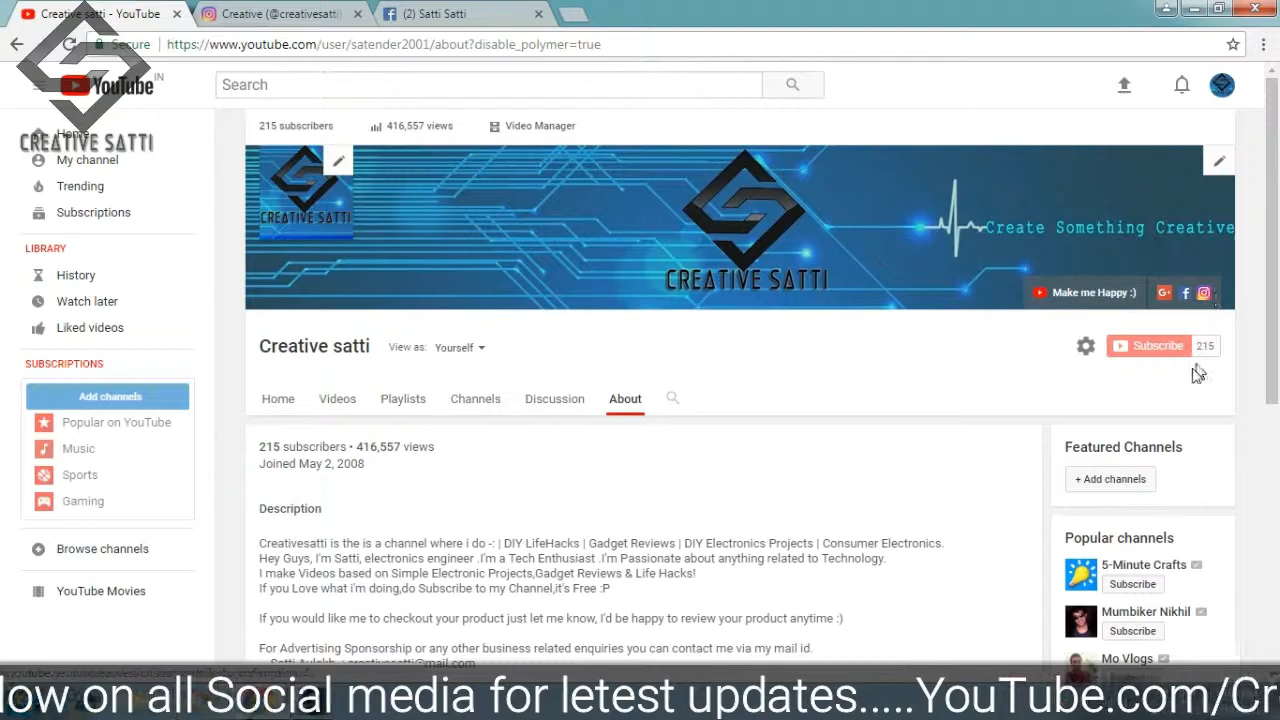 Creative satti - YouTube
Creative (@creativesatti)
(2) Satti Satti
Secure
https://www.youtube.com/user/satender2001/about?disable_polymer=true
YouTube IN
Search
CREATIVE SATTI
Home
My channel
Trending
Subscriptions
LIBRARY
History
Watch later
Liked videos
SUBSCRIPTIONS
Add channels
Popular on YouTube
Music
Sports
Gaming
Browse channels
YouTube Movies
215 subscribers
416,557 views
Video Manager
CREATIVE SATTI
CREATIVE SATTI
Create Something Creative
Make me Happy :)
G+
Creative satti
View as: Yourself
Subscribe 215
Home
Videos
Playlists
Channels
Discussion
About
215 subscribers • 416,557 views
Joined May 2, 2008
Description
Creativesatti is the is a channel where i do -: | DIY LifeHacks | Gadget Reviews | DIY Electronics Projects | Consumer Electronics.
Hey Guys, I'm Satti, electronics engineer .I'm a Tech Enthusiast .I'm Passionate about anything related to Technology.
I make Videos based on Simple Electronic Projects,Gadget Reviews & Life Hacks!
If you Love what i'm doing,do Subscribe to my Channel,it's Free :P
If you would like me to checkout your product just let me know, I'd be happy to review your product anytime :)
For Advertising Sponsorship or any other business related enquiries you can contact me via my mail id.
Featured Channels
+ Add channels
Popular channels
5-Minute Crafts
Subscribe
Mumbiker Nikhil
Subscribe
Mo Vlogs
low on all Social media for letest updates.....YouTube.com/Cr